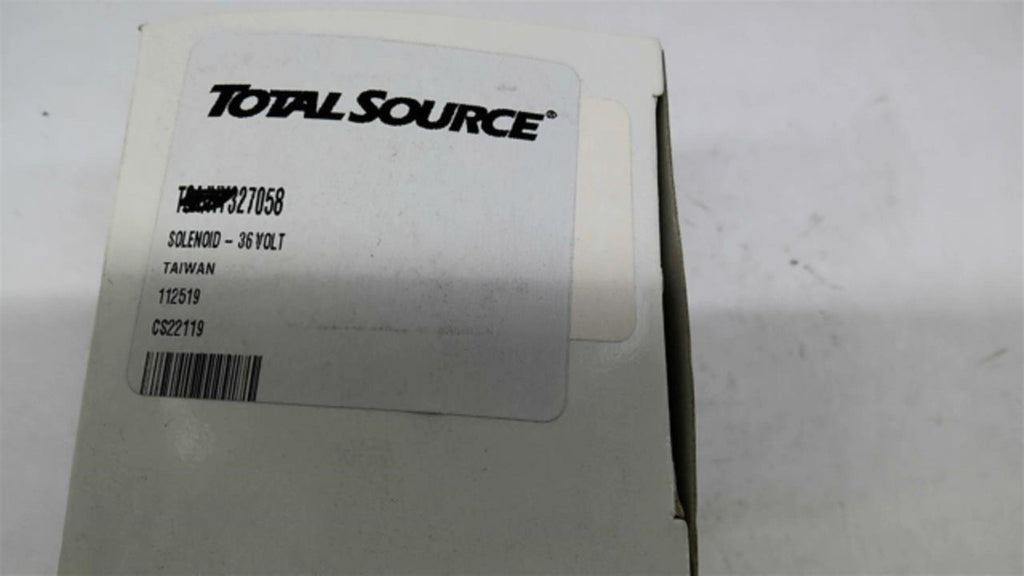 TOTAL SOURCE®
327058
SOLENOID - 36 VOLT
TAIWAN
112519
CS22119